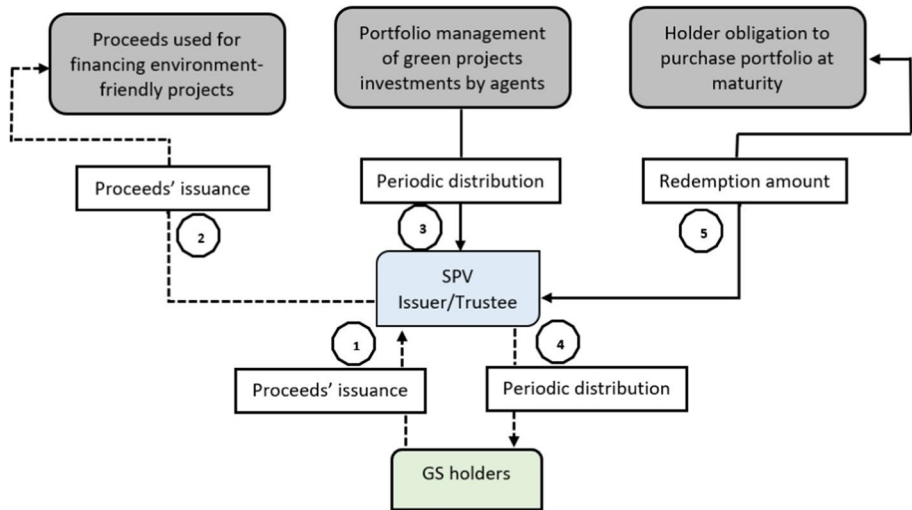 Proceeds used for
financing environment-
friendly projects
Portfolio management
of green projects
investments by agents
Holder obligation to
purchase portfolio at
maturity
Proceeds’ issuance
Periodic distribution
Redemption amount
2
3
5
SPV
Issuer/Trustee
1
4
Proceeds’ issuance
Periodic distribution
GS holders